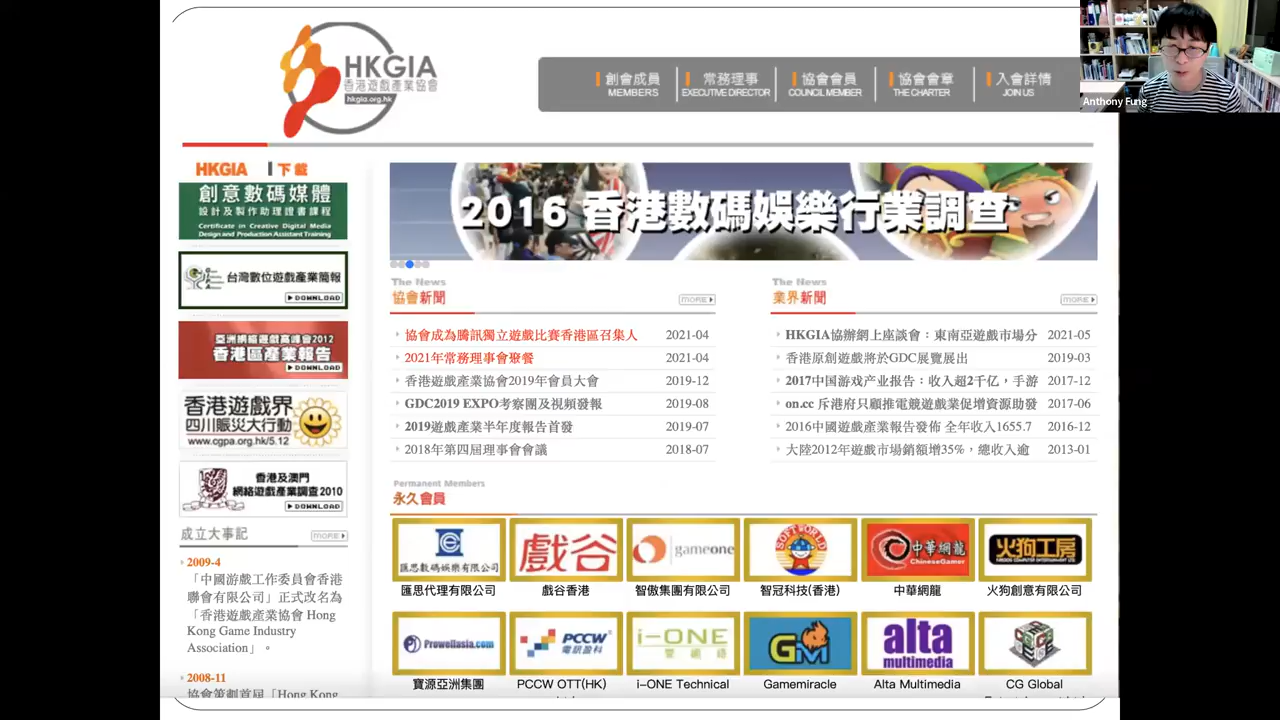 HKGIA
香港遊戲產業協會
hkgia.org.hk
創會成員
MEMBERS
常務理事
EXECUTIVE DIRECTOR
協會會員
COUNCIL MEMBER
協會會章
THE CHARTER
入會詳情
JOIN US
Anthony Fung
HKGIA 下載
創意數碼媒體
設計及製作助理證書課程
Certificate in Creative Digital Media
Design and Production Assistant Training
台灣數位遊戲產業簡報
DOWNLOAD
亞洲網絡遊戲高峰會2012
香港區產業報告
DOWNLOAD
香港遊戲界
四川賑災大行動
www.cgpa.org.hk/5.12
香港及澳門
網絡遊戲產業調查2010
DOWNLOAD
成立大事記
MORE
2009-4
「中國游戲工作委員會香港
聯會有限公司」正式改名為
「香港遊戲產業協會 Hong
Kong Game Industry
Association」。
2008-11
協會策劃首屆「Hong Kong
2016 香港數碼娛樂行業調查
The News
協會新聞
MORE
協會成為騰訊獨立遊戲比賽香港區召集人 2021-04
2021年常務理事會聚餐 2021-04
香港遊戲產業協會2019年會員大會 2019-12
GDC2019 EXPO考察團及視頻發報 2019-08
2019遊戲產業半年度報告首發 2019-07
2018年第四屆理事會會議 2018-07
The News
業界新聞
MORE
HKGIA協辦網上座談會：東南亞遊戲市場分 2021-05
香港原創遊戲將於GDC展覽展出 2019-03
2017中国游戏产业报告：收入超2千亿，手游 2017-12
on.cc 斥港府只顧推電競遊戲業促增資源助發 2017-06
2016中國遊戲產業報告發佈 全年收入1655.7 2016-12
大陸2012年遊戲市場銷額增35%，總收入逾 2013-01
Permanent Members
永久會員
匯思數碼娛樂有限公司
匯思代理有限公司
戲谷
戲谷香港
gameone
智傲集團有限公司
SOFT WORLD
智冠科技(香港)
中華網龍
ChineseGamer
中華網龍
火狗工房
火狗創意有限公司
Prowellasia.com
寶源亞洲集團
PCCW
電訊盈科
PCCW OTT(HK)
i-ONE
i-ONE Technical
GM
Gamemiracle
alta
multimedia
Alta Multimedia
CG Global